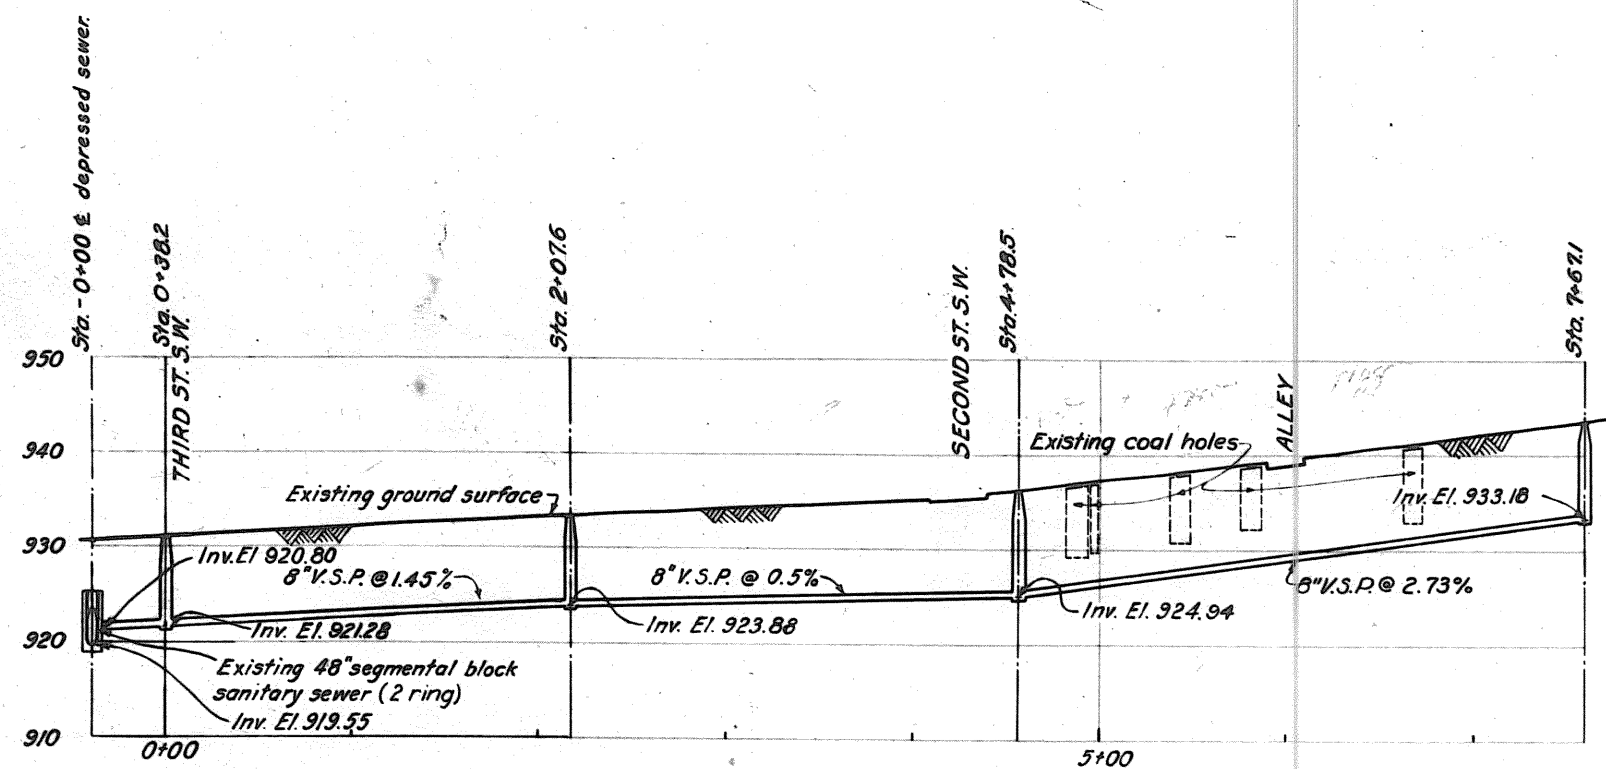 Sta. - 0+00 ℄ depressed sewer.
Sta. 0+38.2
THIRD ST. S.W.
Sta. 2+07.6
SECOND ST. S.W.
Sta. 4+78.5
ALLEY
Sta. 7+67.1
950
940
930
920
910
Existing ground surface
Existing coal holes
Inv. El. 933.18
Inv. El 920.80
8" V.S.P. @ 1.45%
8" V.S.P. @ 0.5%
8" V.S.P. @ 2.73%
Inv. El. 921.28
Inv. El. 923.88
Inv. El. 924.94
Existing 48" segmental block
sanitary sewer (2 ring)
Inv. El. 919.55
0+00
5+00